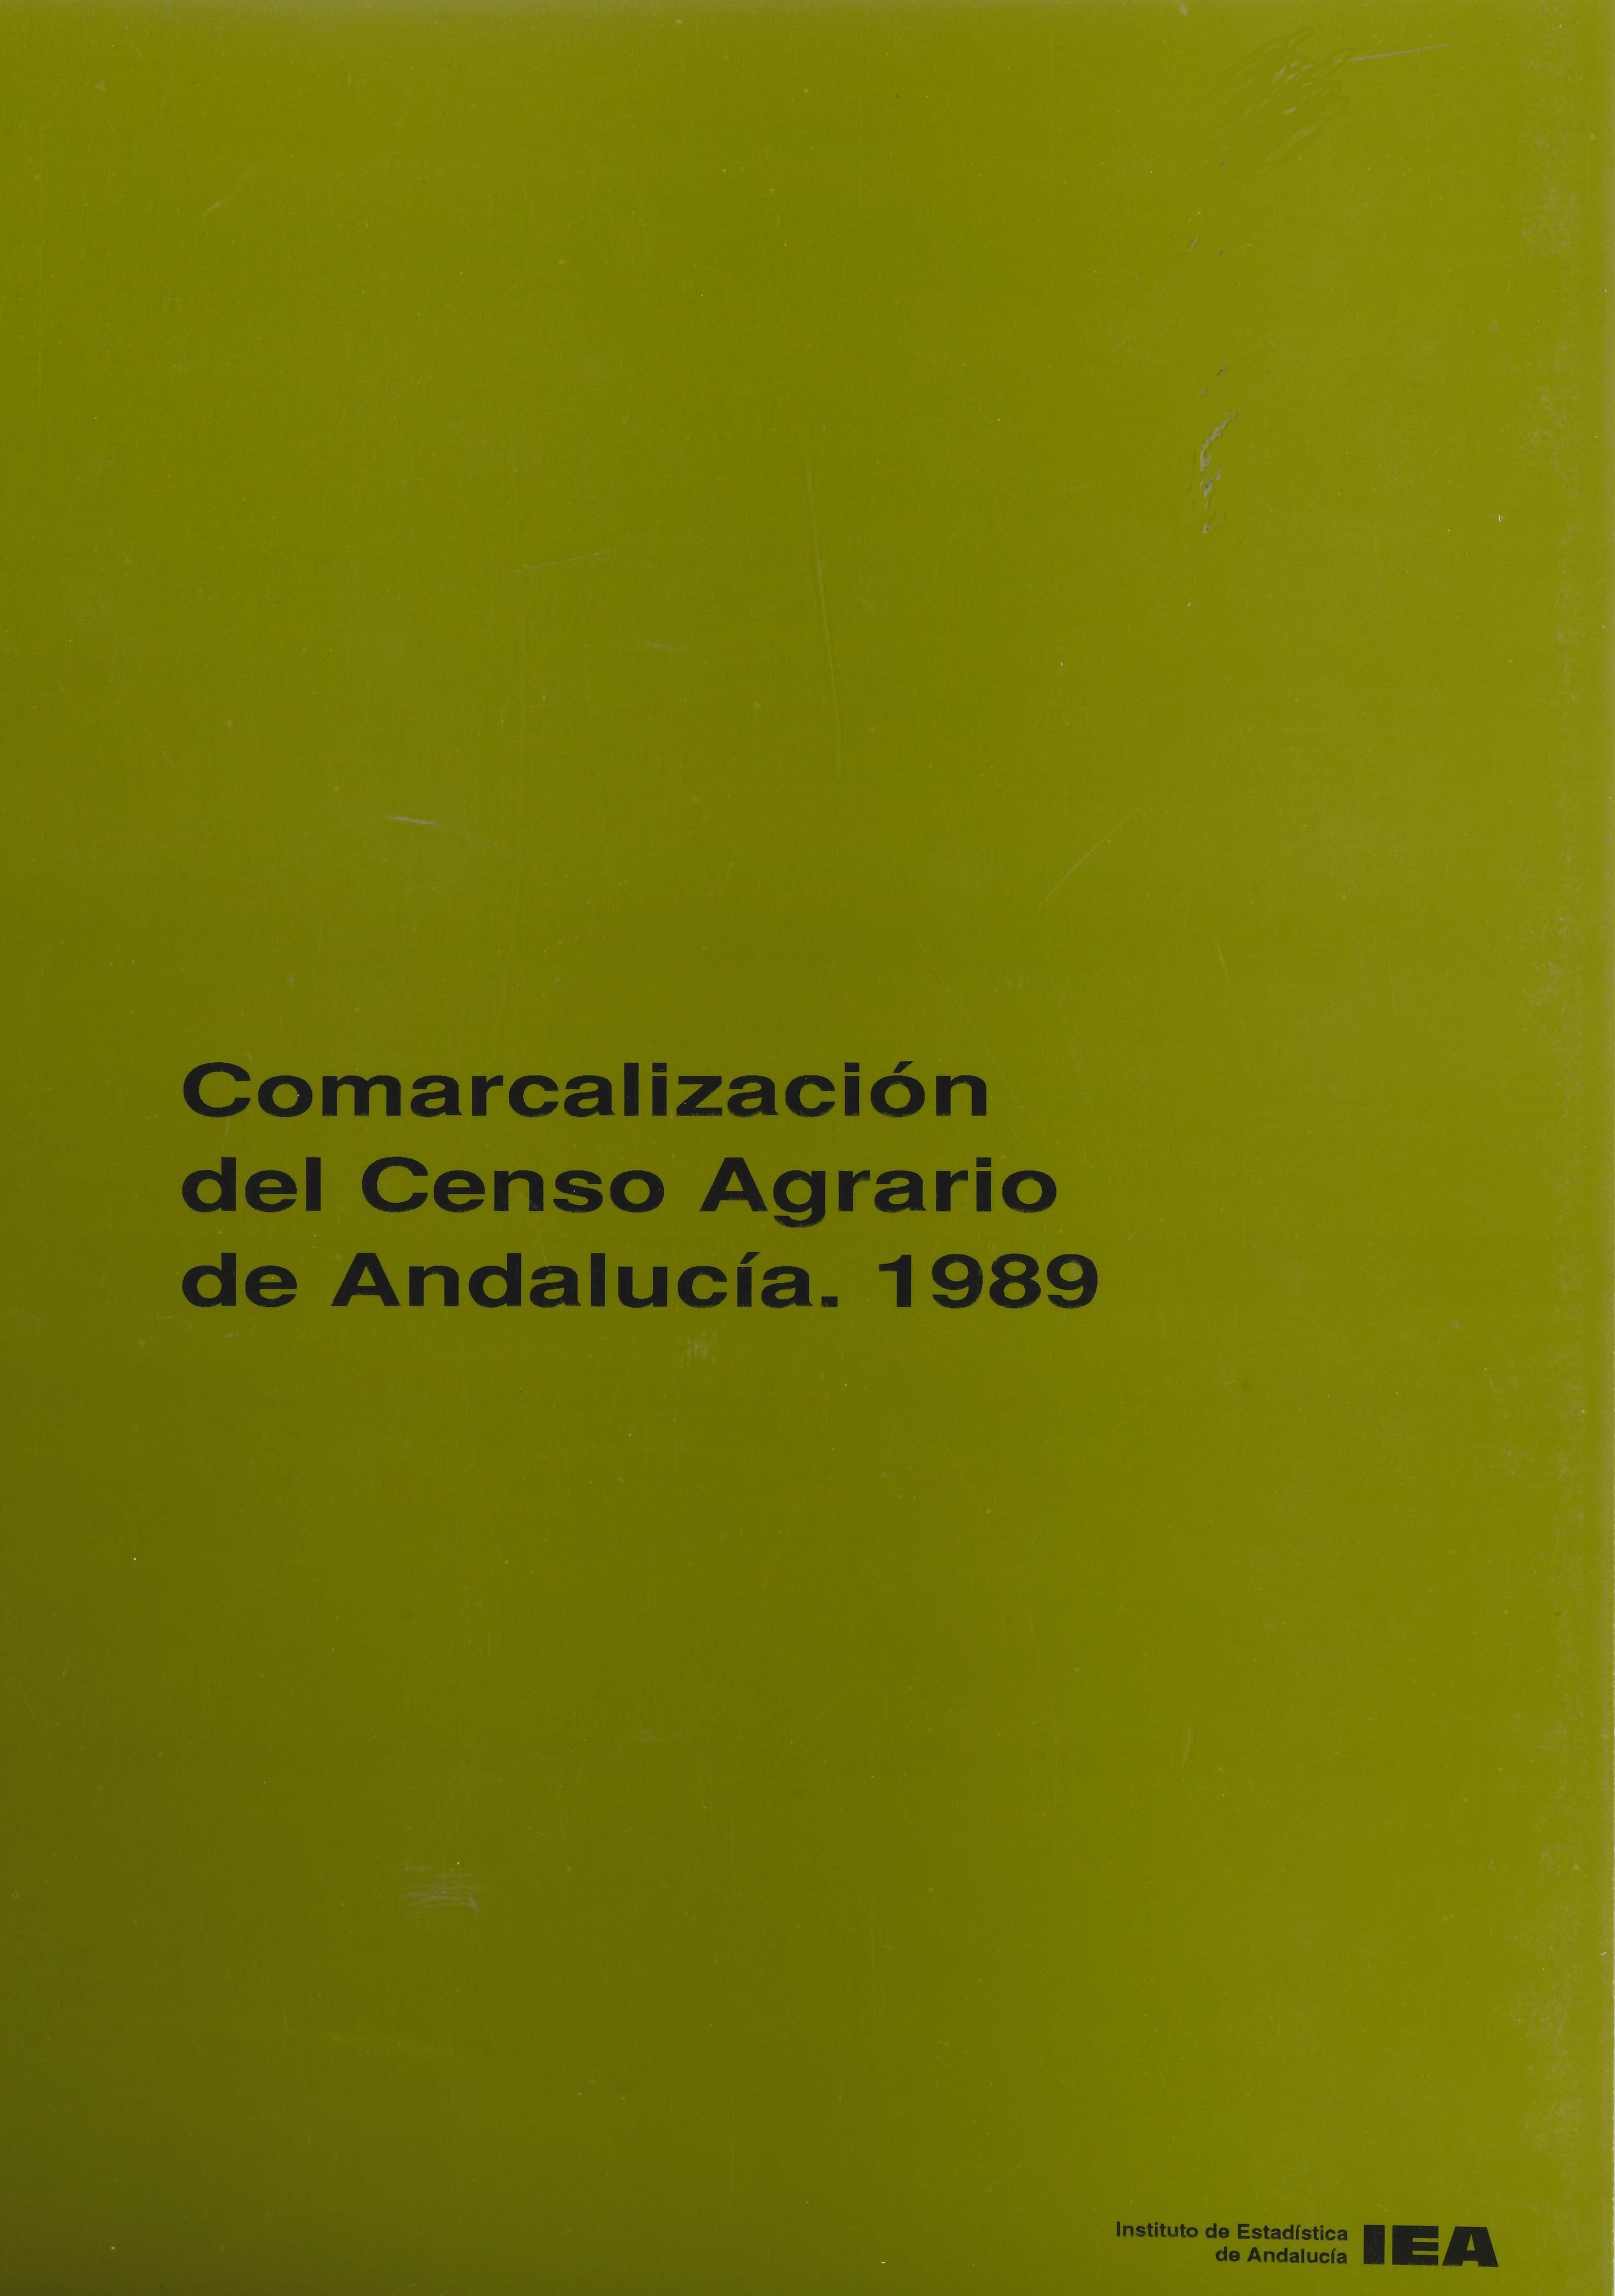 Comarcalización
del Censo Agrario
de Andalucía. 1989
Instituto de Estadística
de Andalucía
IEA